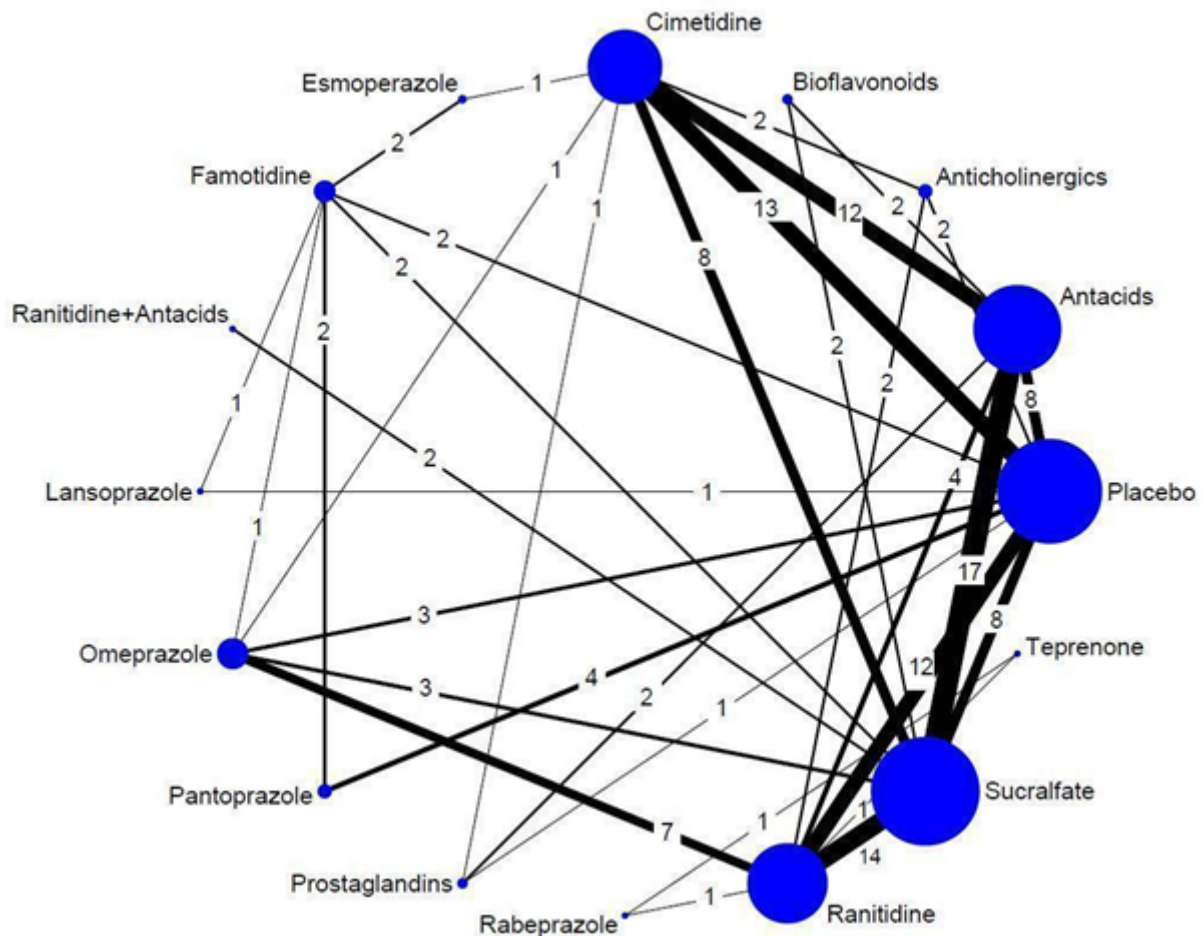 Cimetidine
Esmoperazole
1
Bioflavonoids
2
2
Famotidine
Anticholinergics
1
1
13
2
12
2
2
2
8
Antacids
Ranitidine+Antacids
2
2
2
8
1
2
4
Lansoprazole
1
Placebo
1
17
3
8
Omeprazole
Teprenone
4
12
3
2
1
Pantoprazole
Sucralfate
1
1
7
14
Prostaglandins
1
Rabeprazole
Ranitidine